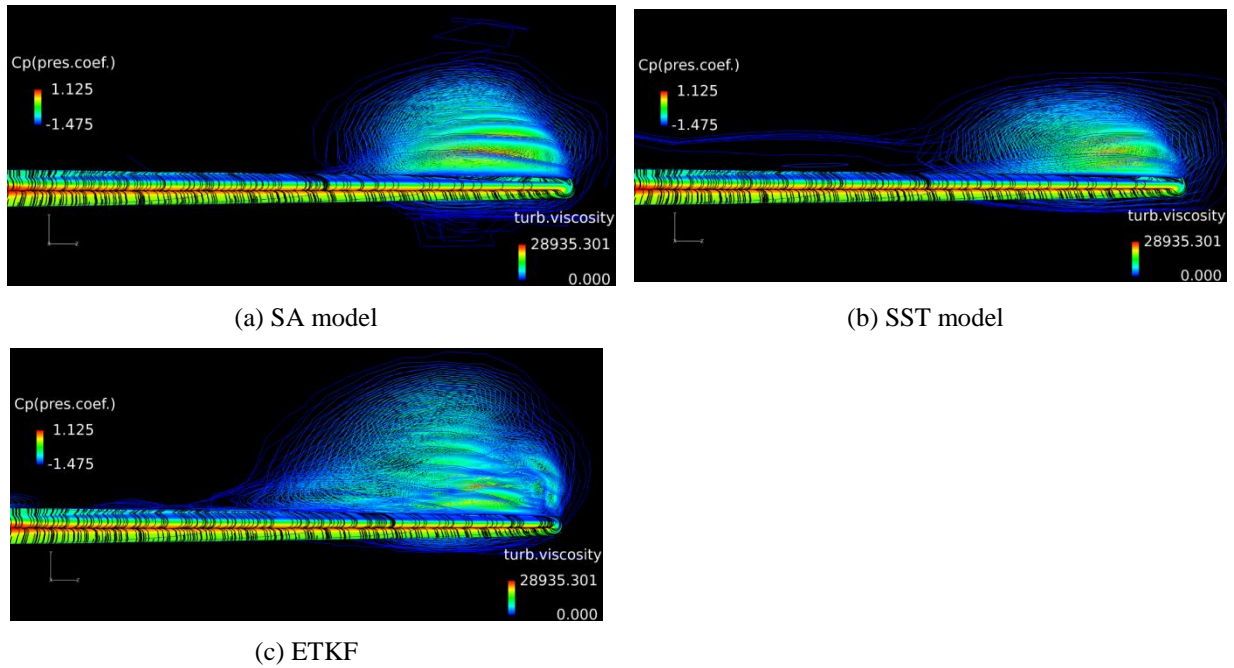 Cp(pres.coef.)
1.125
-1.475
turb.viscosity
28935.301
0.000
(a) SA model
Cp(pres.coef.)
1.125
-1.475
turb.viscosity
28935.301
0.000
(b) SST model
Cp(pres.coef.)
1.125
-1.475
turb.viscosity
28935.301
0.000
(c) ETKF